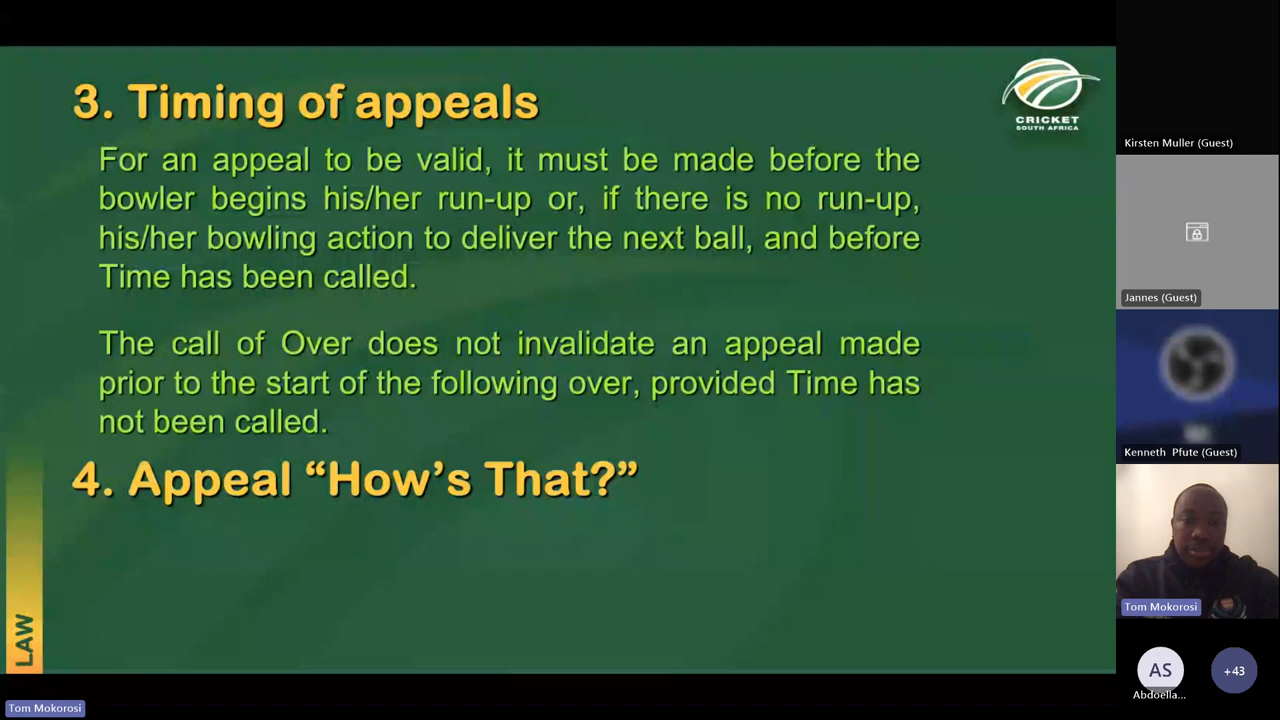 3. Timing of appeals
For an appeal to be valid, it must be made before the
bowler begins his/her run-up or, if there is no run-up,
his/her bowling action to deliver the next ball, and before
Time has been called.
The call of Over does not invalidate an appeal made
prior to the start of the following over, provided Time has
not been called.
4. Appeal “How’s That?”
LAW
CRICKET
SOUTH AFRICA
Kirsten Muller (Guest)
Jannes (Guest)
Kenneth Pfute (Guest)
Tom Mokorosi
AS
Abdoella...
+43
Tom Mokorosi